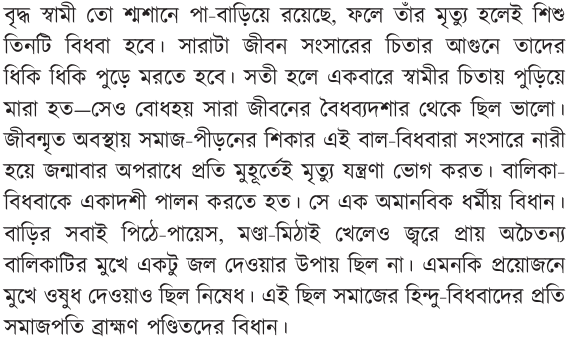 বৃদ্ধ স্বামী তো শ্মশানে পা-বাড়িয়ে রয়েছে, ফলে তাঁর মৃত্যু হলেই শিশু
তিনটি বিধবা হবে। সারাটা জীবন সংসারের চিতার আগুনে তাদের
ধিকি ধিকি পুড়ে মরতে হবে। সতী হলে একবারে স্বামীর চিতায় পুড়িয়ে
মারা হত—সেও বোধহয় সারা জীবনের বৈধব্যদশার থেকে ছিল ভালো।
জীবন্মৃত অবস্থায় সমাজ-পীড়নের শিকার এই বাল-বিধবারা সংসারে নারী
হয়ে জন্মাবার অপরাধে প্রতি মুহূর্তেই মৃত্যু যন্ত্রণা ভোগ করত। বালিকা-
বিধবাকে একাদশী পালন করতে হত। সে এক অমানবিক ধর্মীয় বিধান।
বাড়ির সবাই পিঠে-পায়েস, মণ্ডা-মিঠাই খেলেও জ্বরে প্রায় অচৈতন্য
বালিকাটির মুখে একটু জল দেওয়ার উপায় ছিল না। এমনকি প্রয়োজনে
মুখে ওষুধ দেওয়াও ছিল নিষেধ। এই ছিল সমাজের হিন্দু-বিধবাদের প্রতি
সমাজপতি ব্রাহ্মণ পণ্ডিতদের বিধান।